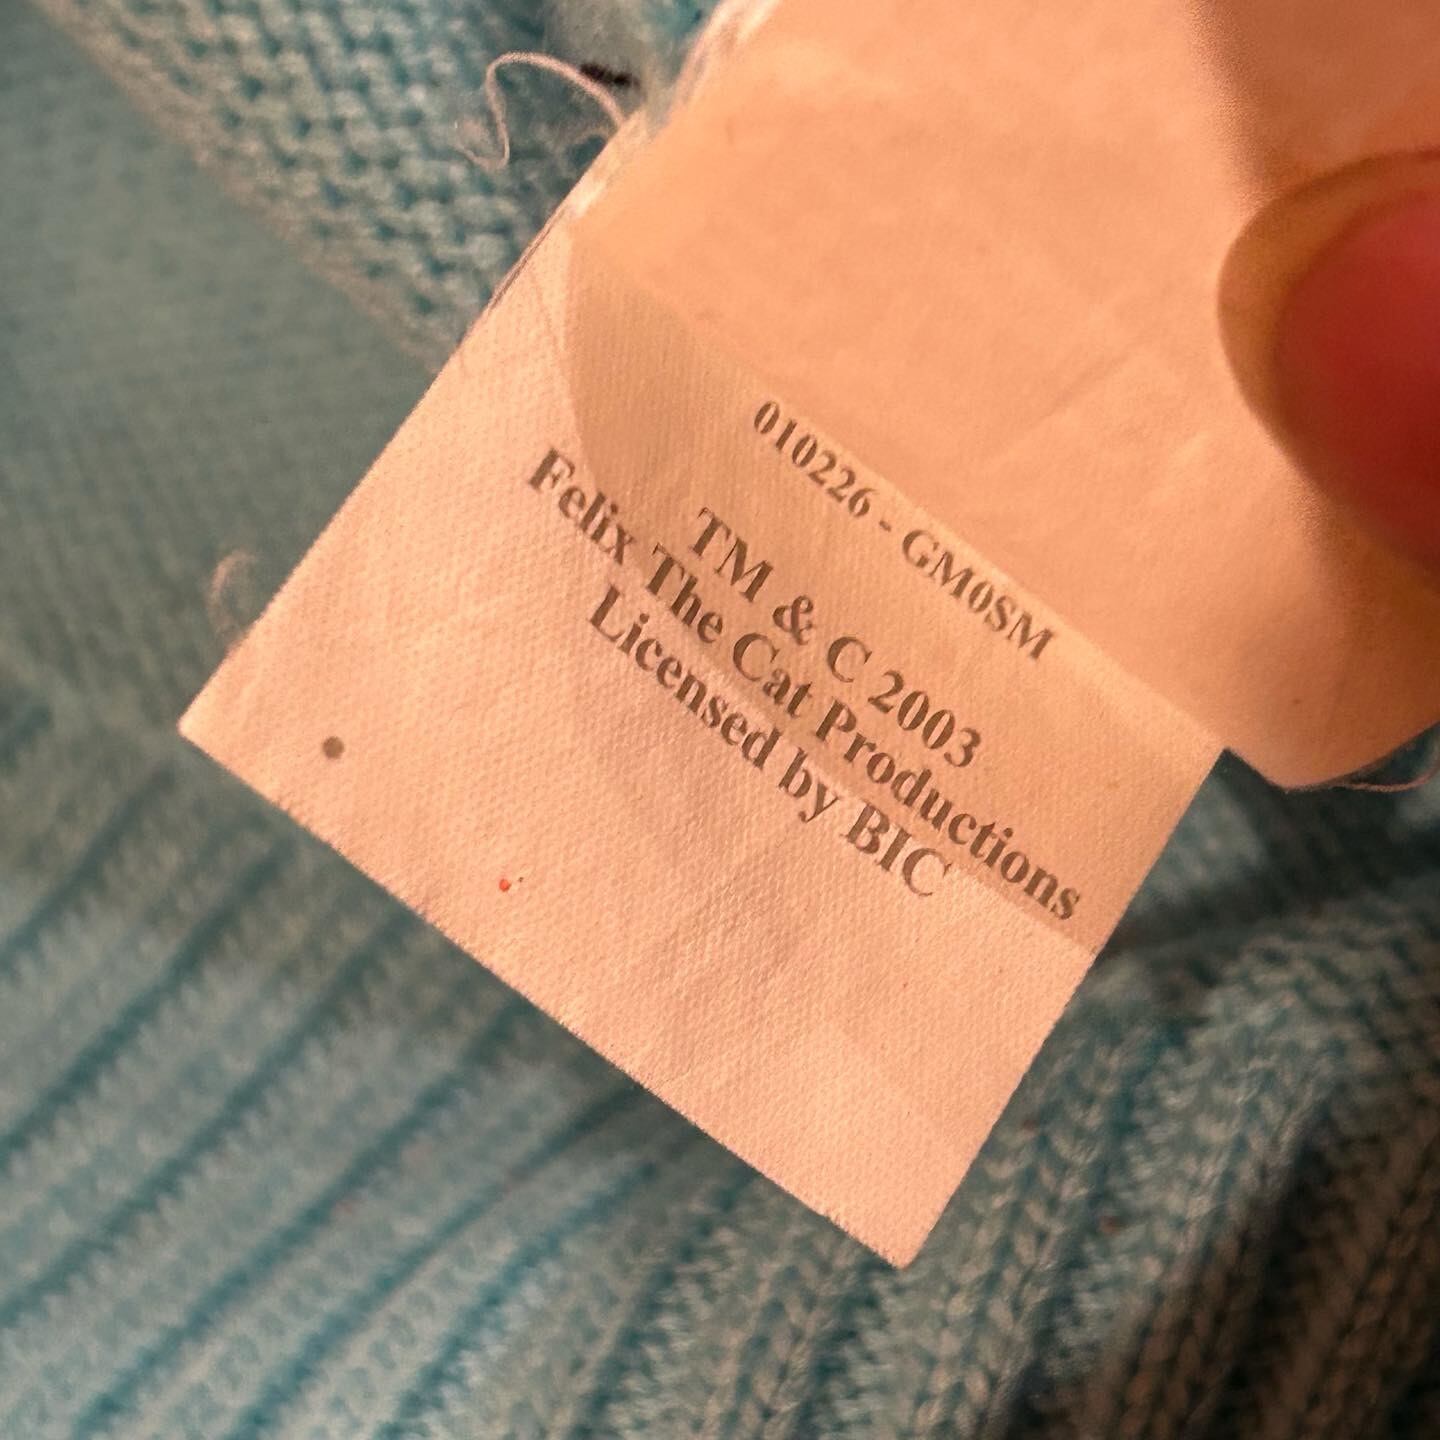 010226 - GM0SM
TM & C 2003
Felix The Cat Productions
Licensed by BIC